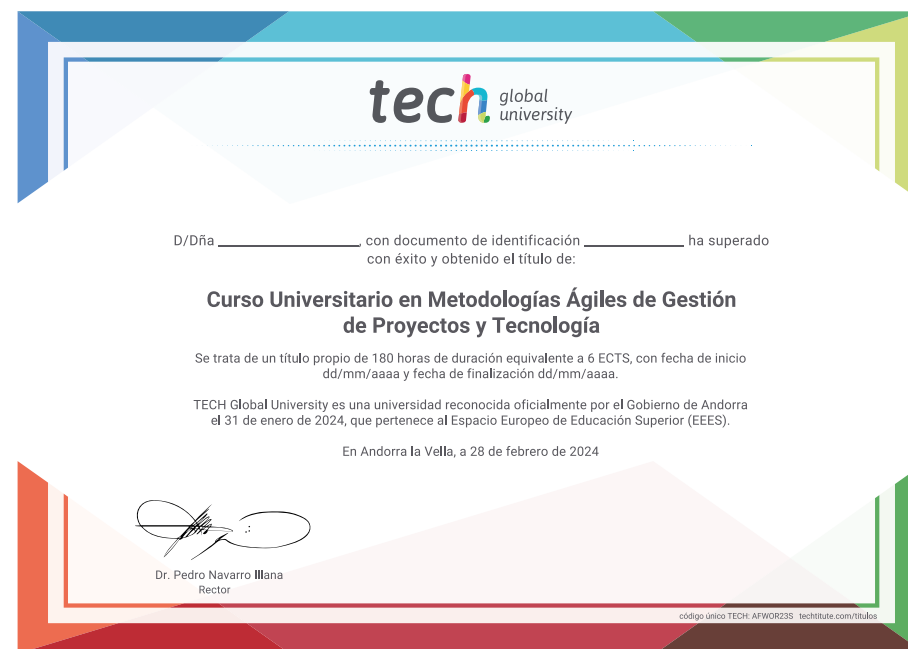 tech global university
D/Dña ____________________, con documento de identificación ______________ ha superado
con éxito y obtenido el título de:
Curso Universitario en Metodologías Ágiles de Gestión
de Proyectos y Tecnología
Se trata de un título propio de 180 horas de duración equivalente a 6 ECTS, con fecha de inicio
dd/mm/aaaa y fecha de finalización dd/mm/aaaa.
TECH Global University es una universidad reconocida oficialmente por el Gobierno de Andorra
el 31 de enero de 2024, que pertenece al Espacio Europeo de Educación Superior (EEES).
En Andorra la Vella, a 28 de febrero de 2024
Dr. Pedro Navarro Illana
Rector
código único TECH: AFWOR23S techtitute.com/titulos